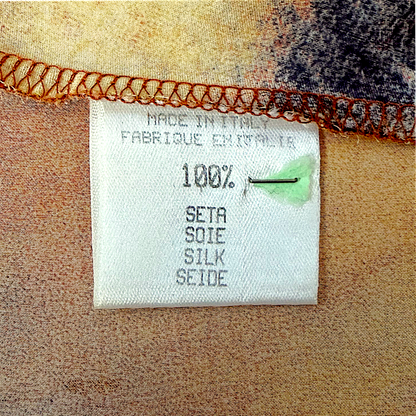 MADE IN ITALY
FABRIQUE EN ITALIE
100%
SETA
SOIE
SILK
SEIDE